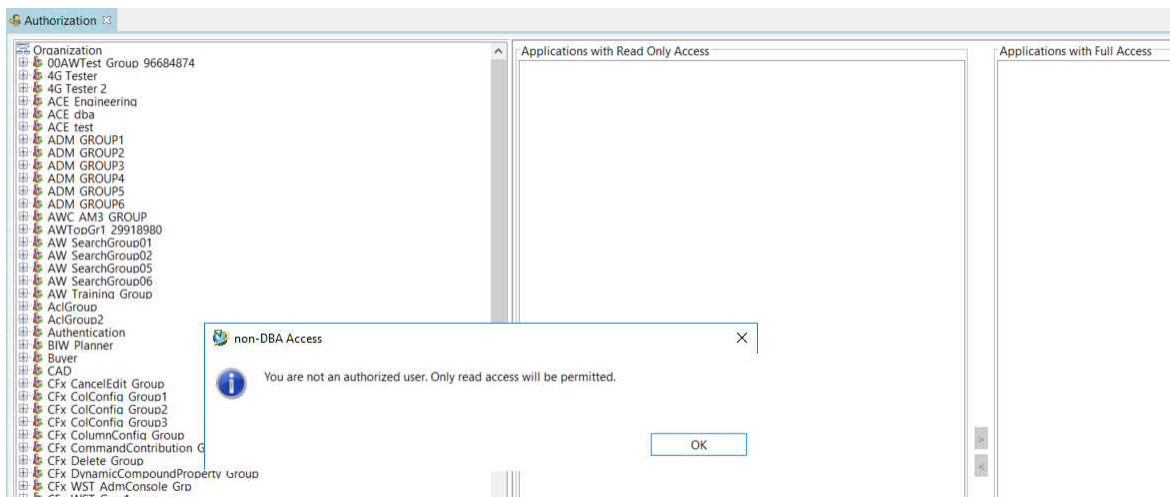 Authorization
Organization
Applications with Read Only Access
Applications with Full Access
00AWTest Group 96684874
4G Tester
4G Tester 2
ACE Engineering
ACE dba
ACE test
ADM GROUP1
ADM GROUP2
ADM GROUP3
ADM GROUP4
ADM GROUP5
ADM GROUP6
AWC AM3 GROUP
AWTopGr1 29918980
AW SearchGroup01
AW SearchGroup02
AW SearchGroup05
AW SearchGroup06
AW Training Group
AclGroup
AclGroup2
Authentication
BIW Planner
Buyer
CAD
CFx CancelEdit Group
CFx ColConfig Group1
CFx ColConfig Group2
CFx ColConfig Group3
CFx ColumnConfig Group
CFx CommandContribution G
CFx Delete Group
CFx DynamicCompoundProperty Group
CFx WST AdmConsole Grp
non-DBA Access
You are not an authorized user. Only read access will be permitted.
OK
>
<